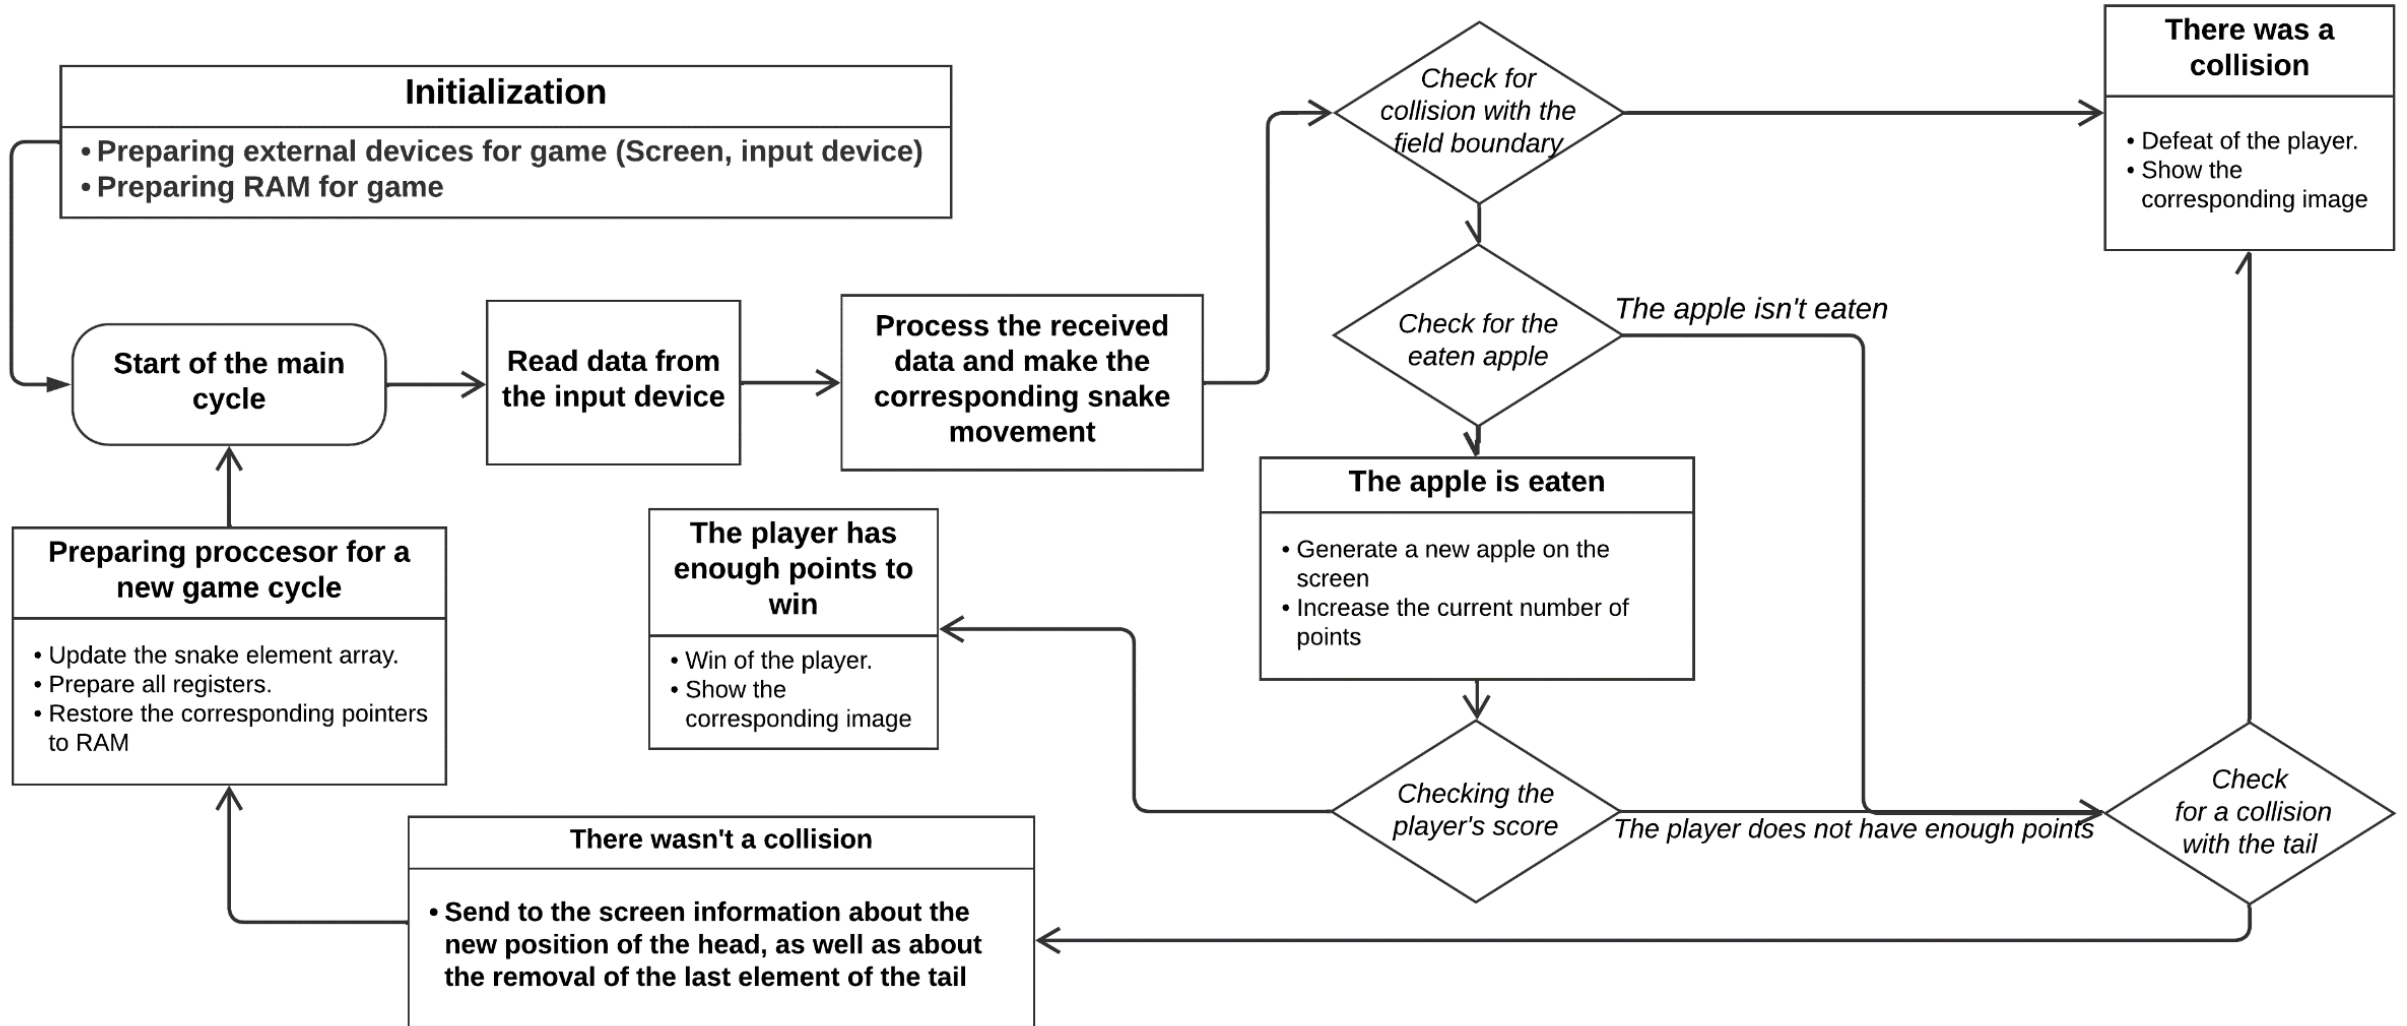 Initialization
• Preparing external devices for game (Screen, input device)
• Preparing RAM for game
Start of the main
cycle
Read data from
the input device
Process the received
data and make the
corresponding snake
movement
Check for
collision with the
field boundary
There was a
collision
• Defeat of the player.
• Show the
corresponding image
Check for the
eaten apple
The apple isn't eaten
The apple is eaten
• Generate a new apple on the
screen
• Increase the current number of
points
Checking the
player's score
The player does not have enough points
The player has
enough points to
win
• Win of the player.
• Show the
corresponding image
Check
for a collision
with the tail
There wasn't a collision
• Send to the screen information about the
new position of the head, as well as about
the removal of the last element of the tail
Preparing proccesor for a
new game cycle
• Update the snake element array.
• Prepare all registers.
• Restore the corresponding pointers
to RAM